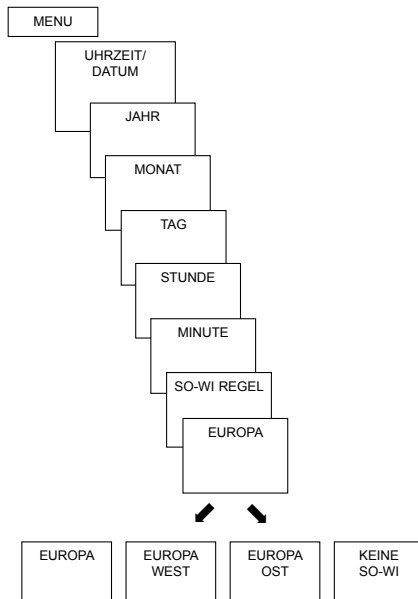 MENU
UHRZEIT/
DATUM
JAHR
MONAT
TAG
STUNDE
MINUTE
SO-WI REGEL
EUROPA
EUROPA
EUROPA
WEST
EUROPA
OST
KEINE
SO-WI